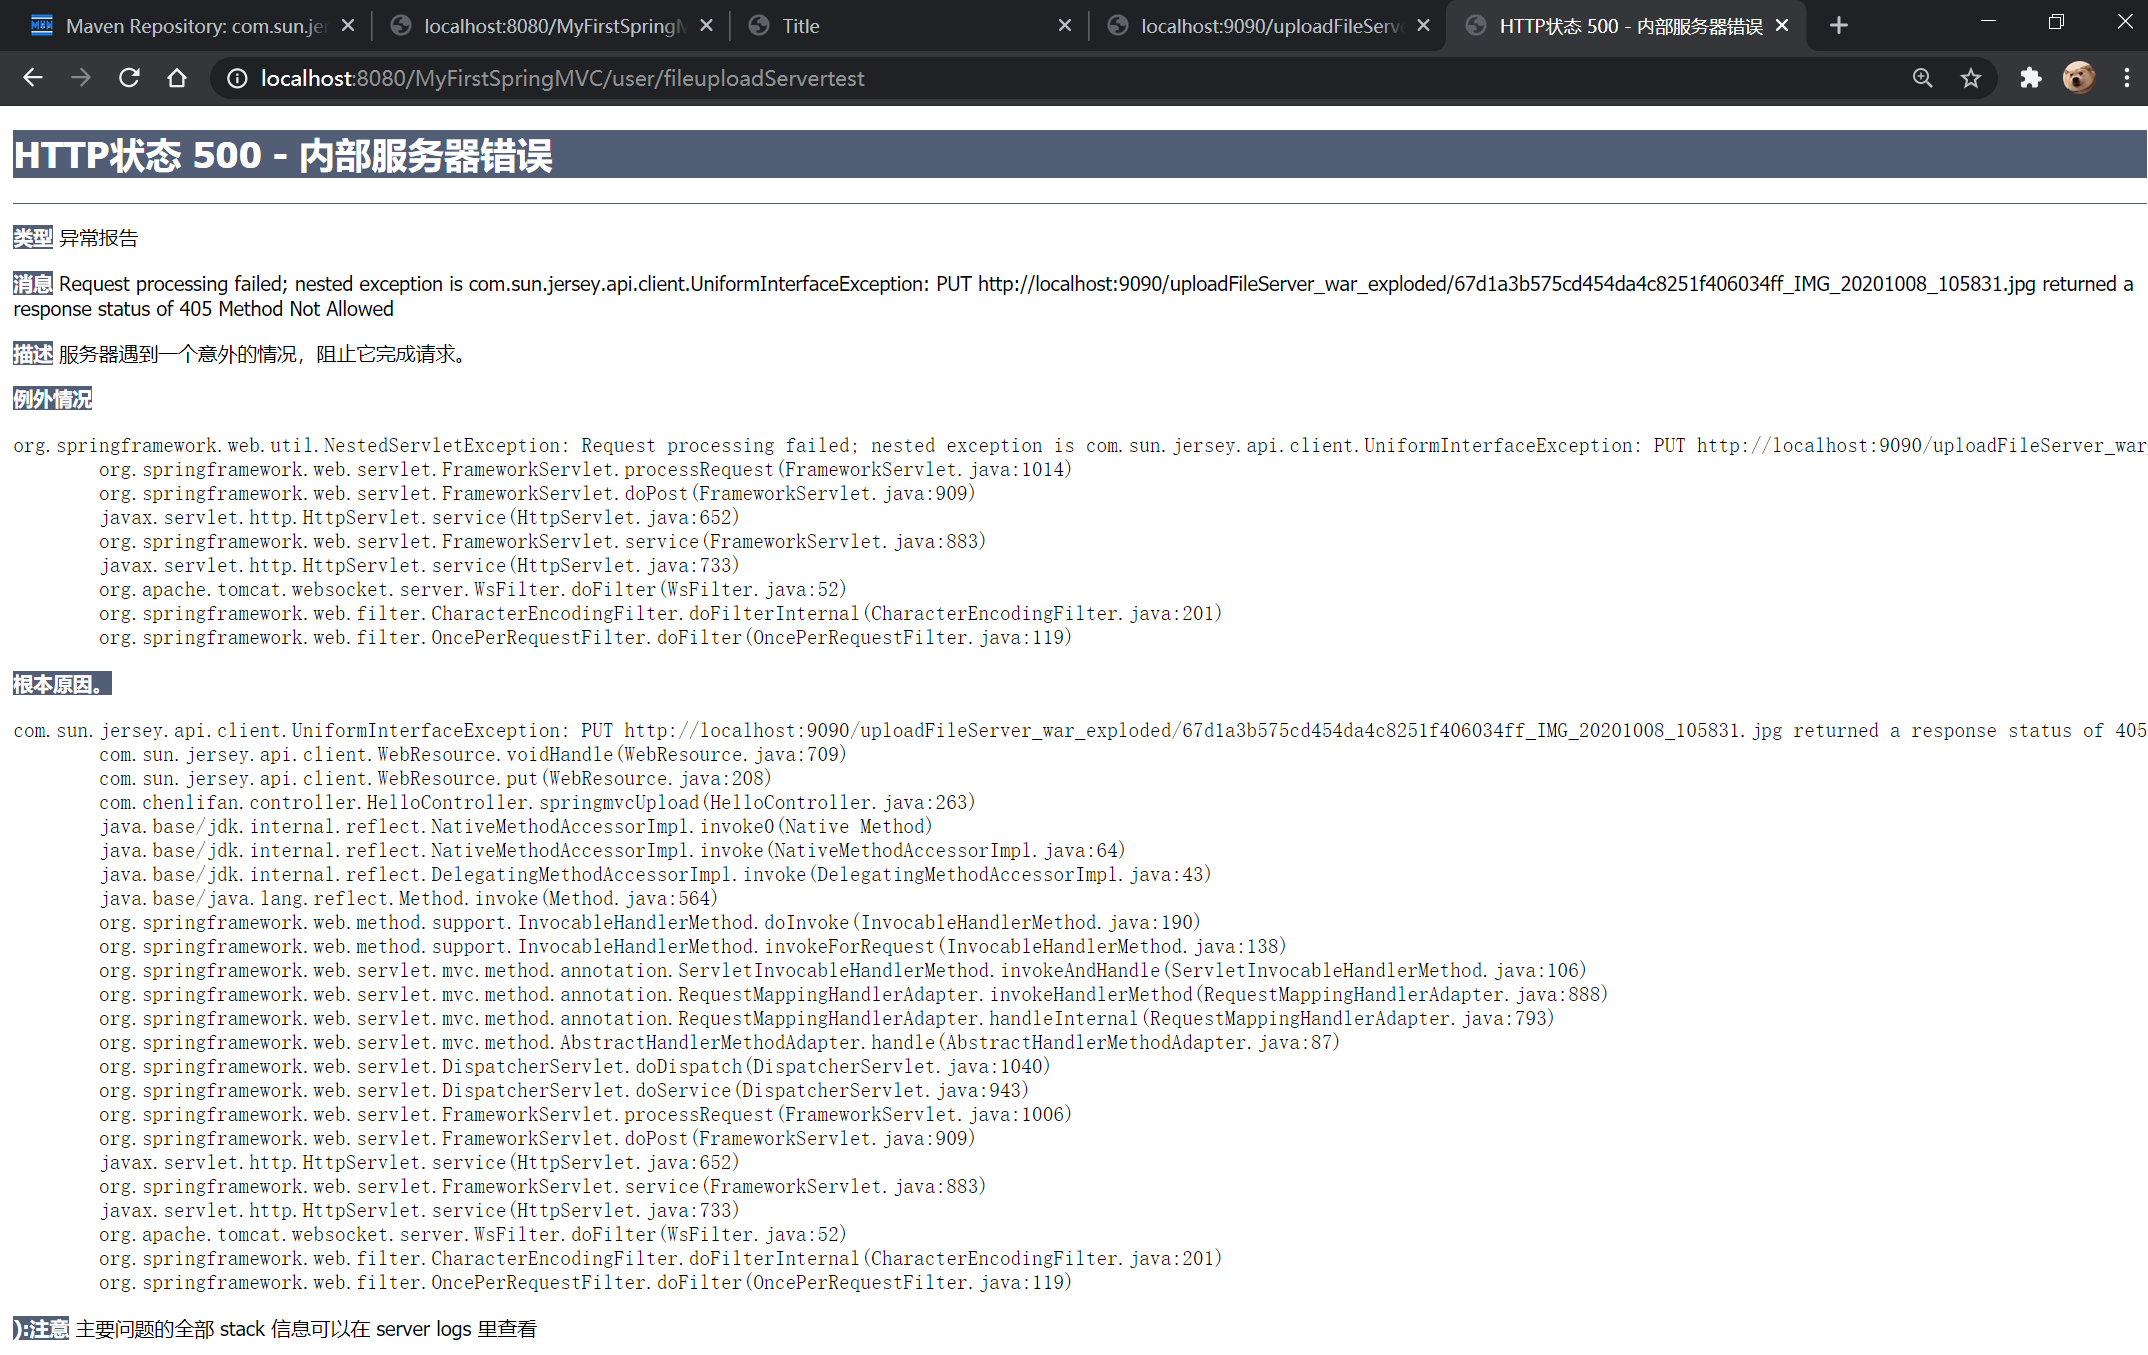 Maven Repository: com.sun.je
localhost:8080/MyFirstSpringM
Title
localhost:9090/uploadFileServ
HTTP状态 500 - 内部服务器错误
localhost:8080/MyFirstSpringMVC/user/fileuploadServertest
HTTP状态 500 - 内部服务器错误
类型 异常报告
消息 Request processing failed; nested exception is com.sun.jersey.api.client.UniformInterfaceException: PUT http://localhost:9090/uploadFileServer_war_exploded/67d1a3b575cd454da4c8251f406034ff_IMG_20201008_105831.jpg returned a
response status of 405 Method Not Allowed
描述 服务器遇到一个意外的情况，阻止它完成请求。
例外情况
org.springframework.web.util.NestedServletException: Request processing failed; nested exception is com.sun.jersey.api.client.UniformInterfaceException: PUT http://localhost:9090/uploadFileServer_war_
org.springframework.web.servlet.FrameworkServlet.processRequest(FrameworkServlet.java:1014)
org.springframework.web.servlet.FrameworkServlet.doPost(FrameworkServlet.java:909)
javax.servlet.http.HttpServlet.service(HttpServlet.java:652)
org.springframework.web.servlet.FrameworkServlet.service(FrameworkServlet.java:883)
javax.servlet.http.HttpServlet.service(HttpServlet.java:733)
org.apache.tomcat.websocket.server.WsFilter.doFilter(WsFilter.java:52)
org.springframework.web.filter.CharacterEncodingFilter.doFilterInternal(CharacterEncodingFilter.java:201)
org.springframework.web.filter.OncePerRequestFilter.doFilter(OncePerRequestFilter.java:119)
根本原因。
com.sun.jersey.api.client.UniformInterfaceException: PUT http://localhost:9090/uploadFileServer_war_exploded/67d1a3b575cd454da4c8251f406034ff_IMG_20201008_105831.jpg returned a response status of 405
com.sun.jersey.api.client.WebResource.voidHandle(WebResource.java:709)
com.sun.jersey.api.client.WebResource.put(WebResource.java:208)
com.chenlifan.controller.HelloController.springmvcUpload(HelloController.java:263)
java.base/jdk.internal.reflect.NativeMethodAccessorImpl.invoke0(Native Method)
java.base/jdk.internal.reflect.NativeMethodAccessorImpl.invoke(NativeMethodAccessorImpl.java:64)
java.base/jdk.internal.reflect.DelegatingMethodAccessorImpl.invoke(DelegatingMethodAccessorImpl.java:43)
java.base/java.lang.reflect.Method.invoke(Method.java:564)
org.springframework.web.method.support.InvocableHandlerMethod.doInvoke(InvocableHandlerMethod.java:190)
org.springframework.web.method.support.InvocableHandlerMethod.invokeForRequest(InvocableHandlerMethod.java:138)
org.springframework.web.servlet.mvc.method.annotation.ServletInvocableHandlerMethod.invokeAndHandle(ServletInvocableHandlerMethod.java:106)
org.springframework.web.servlet.mvc.method.annotation.RequestMappingHandlerAdapter.invokeHandlerMethod(RequestMappingHandlerAdapter.java:888)
org.springframework.web.servlet.mvc.method.annotation.RequestMappingHandlerAdapter.handleInternal(RequestMappingHandlerAdapter.java:793)
org.springframework.web.servlet.mvc.method.AbstractHandlerMethodAdapter.handle(AbstractHandlerMethodAdapter.java:87)
org.springframework.web.servlet.DispatcherServlet.doDispatch(DispatcherServlet.java:1040)
org.springframework.web.servlet.DispatcherServlet.doService(DispatcherServlet.java:943)
org.springframework.web.servlet.FrameworkServlet.processRequest(FrameworkServlet.java:1006)
org.springframework.web.servlet.FrameworkServlet.doPost(FrameworkServlet.java:909)
javax.servlet.http.HttpServlet.service(HttpServlet.java:652)
org.springframework.web.servlet.FrameworkServlet.service(FrameworkServlet.java:883)
javax.servlet.http.HttpServlet.service(HttpServlet.java:733)
org.apache.tomcat.websocket.server.WsFilter.doFilter(WsFilter.java:52)
org.springframework.web.filter.CharacterEncodingFilter.doFilterInternal(CharacterEncodingFilter.java:201)
org.springframework.web.filter.OncePerRequestFilter.doFilter(OncePerRequestFilter.java:119)
):注意 主要问题的全部 stack 信息可以在 server logs 里查看